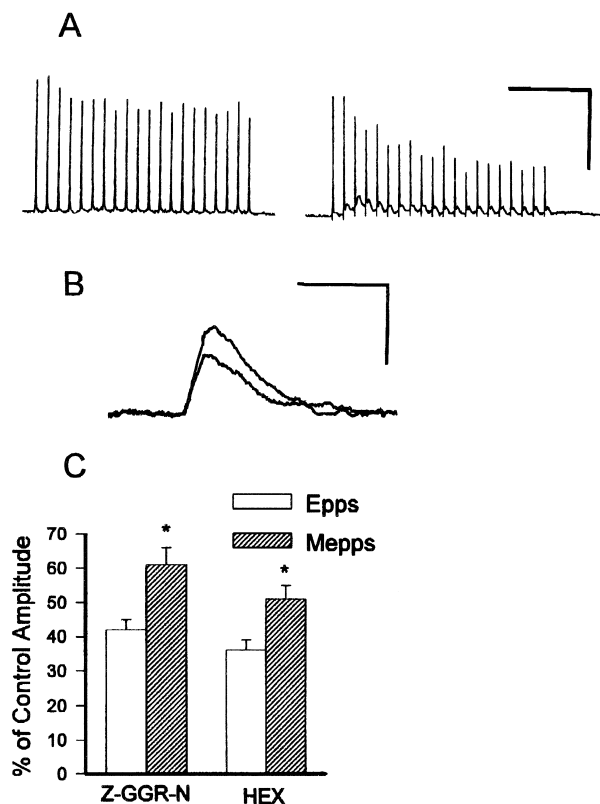 A
B
C
Epps
Mepps
% of Control Amplitude
70
60
50
40
30
20
10
0
*
*
Z-GGR-N
HEX